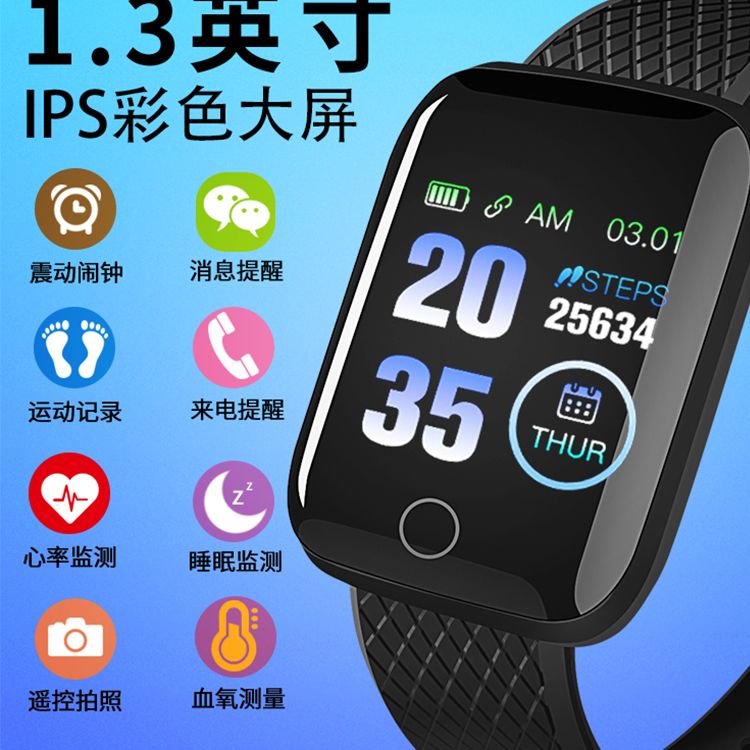 1.3英寸
IPS彩色大屏
震动闹钟
消息提醒
运动记录
来电提醒
心率监测
睡眠监测
z z
遥控拍照
血氧测量
AM 03.01
20
STEPS
25634
35
THUR